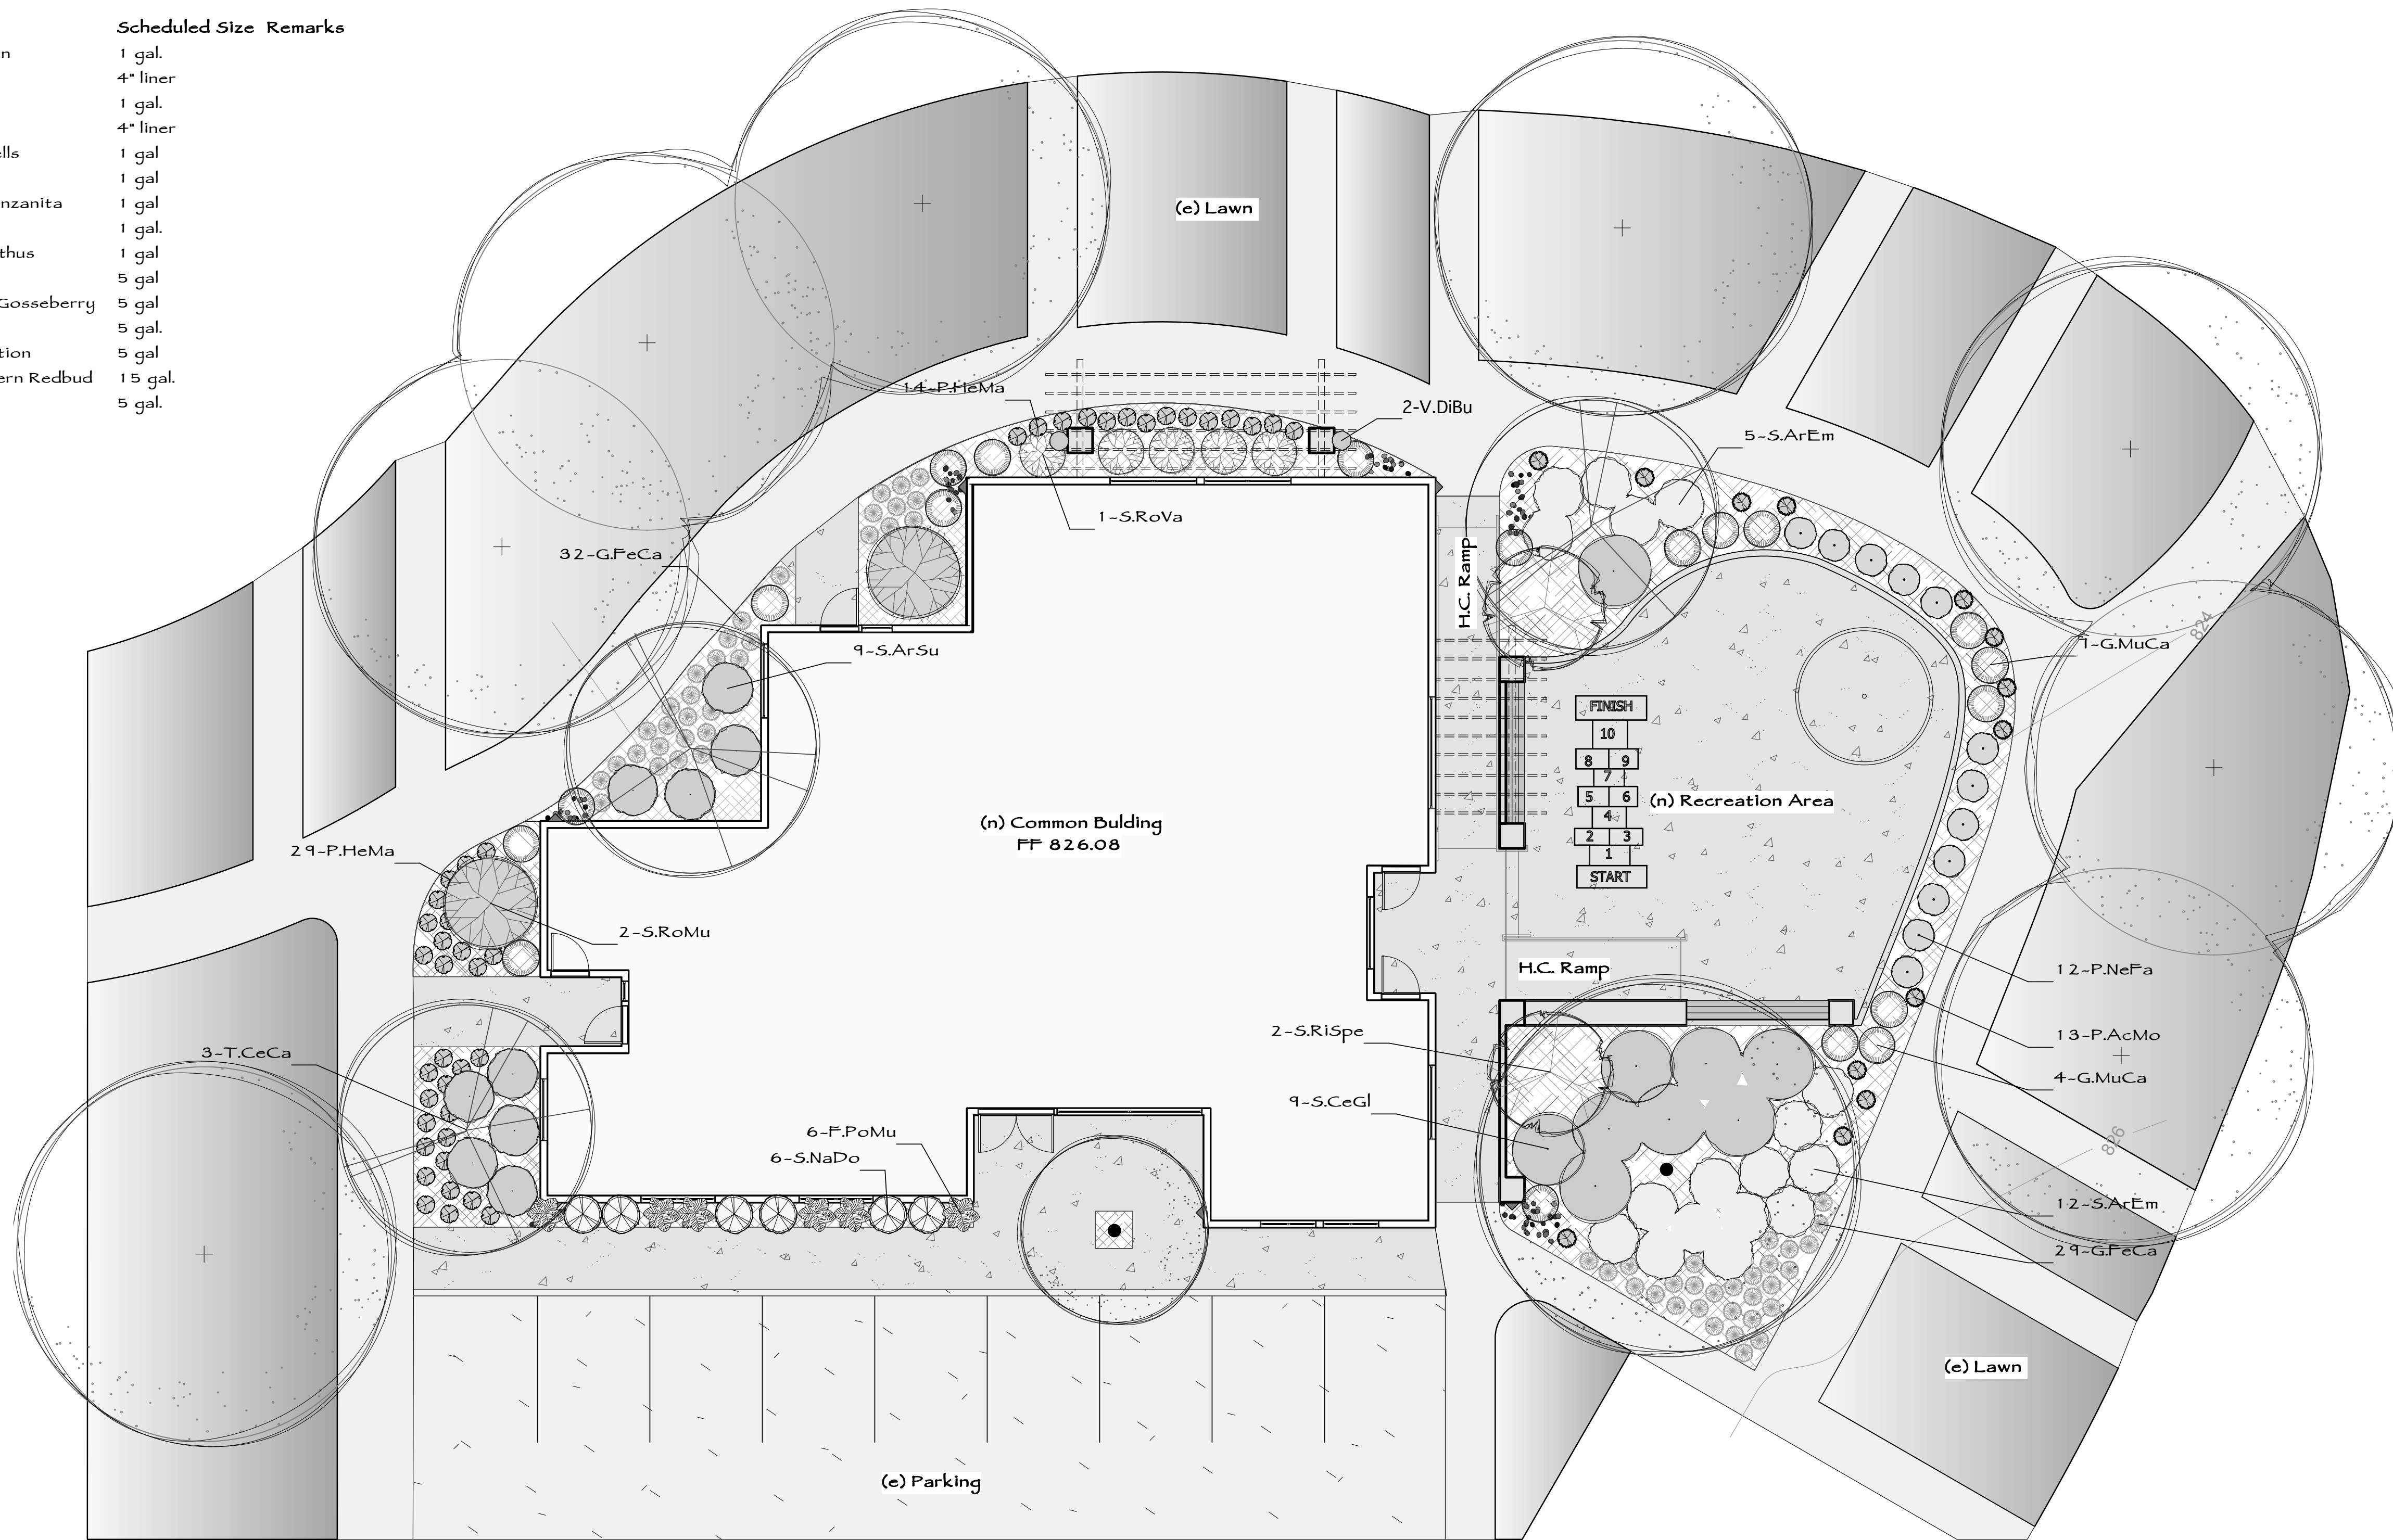 Scheduled Size Remarks
n 1 gal.
4" liner
1 gal.
4" liner
ells 1 gal
1 gal
nzanita 1 gal
1 gal.
thus 1 gal
5 gal
Gosseberry 5 gal
5 gal.
tion 5 gal
ern Redbud 15 gal.
5 gal.
(e) Lawn
14-P.HeMa
2-V.DiBu
5-S.ArEm
1-S.RoVa
32-G.FeCa
H.C. Ramp
824
7-G.MuCa
9-S.ArSu
FINISH
10
8 9
7
5 6
4
2 3
1
START
(n) Recreation Area
(n) Common Bulding
FF 826.08
29-P.HeMa
2-S.RoMu
H.C. Ramp
12-P.NeFa
2-S.RiSpe
13-P.AcMo
3-T.CeCa
4-G.MuCa
9-S.CeGl
826
6-F.PoMu
6-S.NaDo
12-S.ArEm
29-G.FeCa
(e) Lawn
(e) Parking